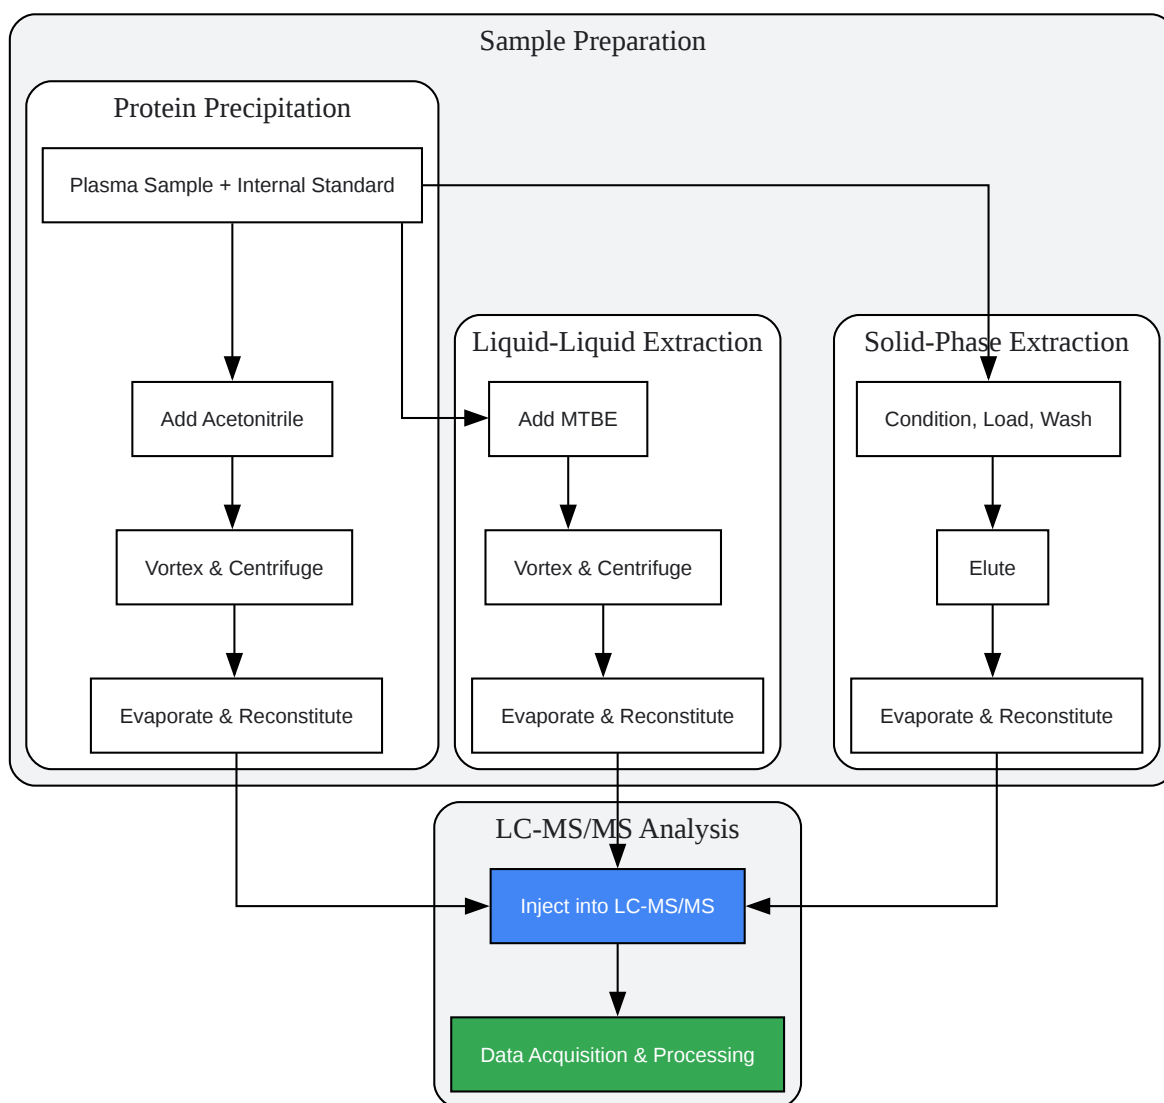 Sample Preparation
Protein Precipitation
Plasma Sample + Internal Standard
Liquid-Liquid Extraction
Solid-Phase Extraction
Add Acetonitrile
Add MTBE
Condition, Load, Wash
Vortex & Centrifuge
Vortex & Centrifuge
Elute
Evaporate & Reconstitute
Evaporate & Reconstitute
Evaporate & Reconstitute
LC-MS/MS Analysis
Inject into LC-MS/MS
Data Acquisition & Processing